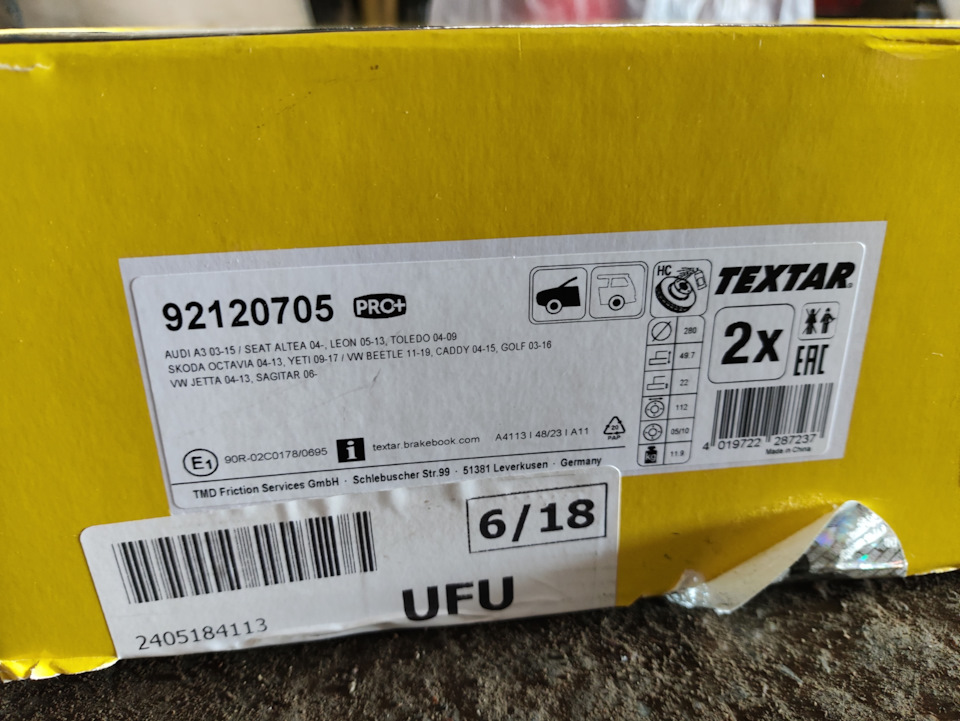 92120705 PRO+
AUDI A3 03-15 / SEAT ALTEA 04-, LEON 05-13, TOLEDO 04-09
SKODA OCTAVIA 04-13, YETI 09-17 / VW BEETLE 11-19, CADDY 04-15, GOLF 03-16
VW JETTA 04-13, SAGITAR 06-
E1 90R-02C0178/0695
i textar.brakebook.com
A4113 I 48/23 I A11
20
PAP
TMD Friction Services GmbH · Schlebuscher Str.99 · 51381 Leverkusen · Germany
HC
280
49.7
22
112
05/10
kg 11.9
TEXTAR®
2x
EAC
4 019722 287237
Made in China
6/18
UFU
2405184113